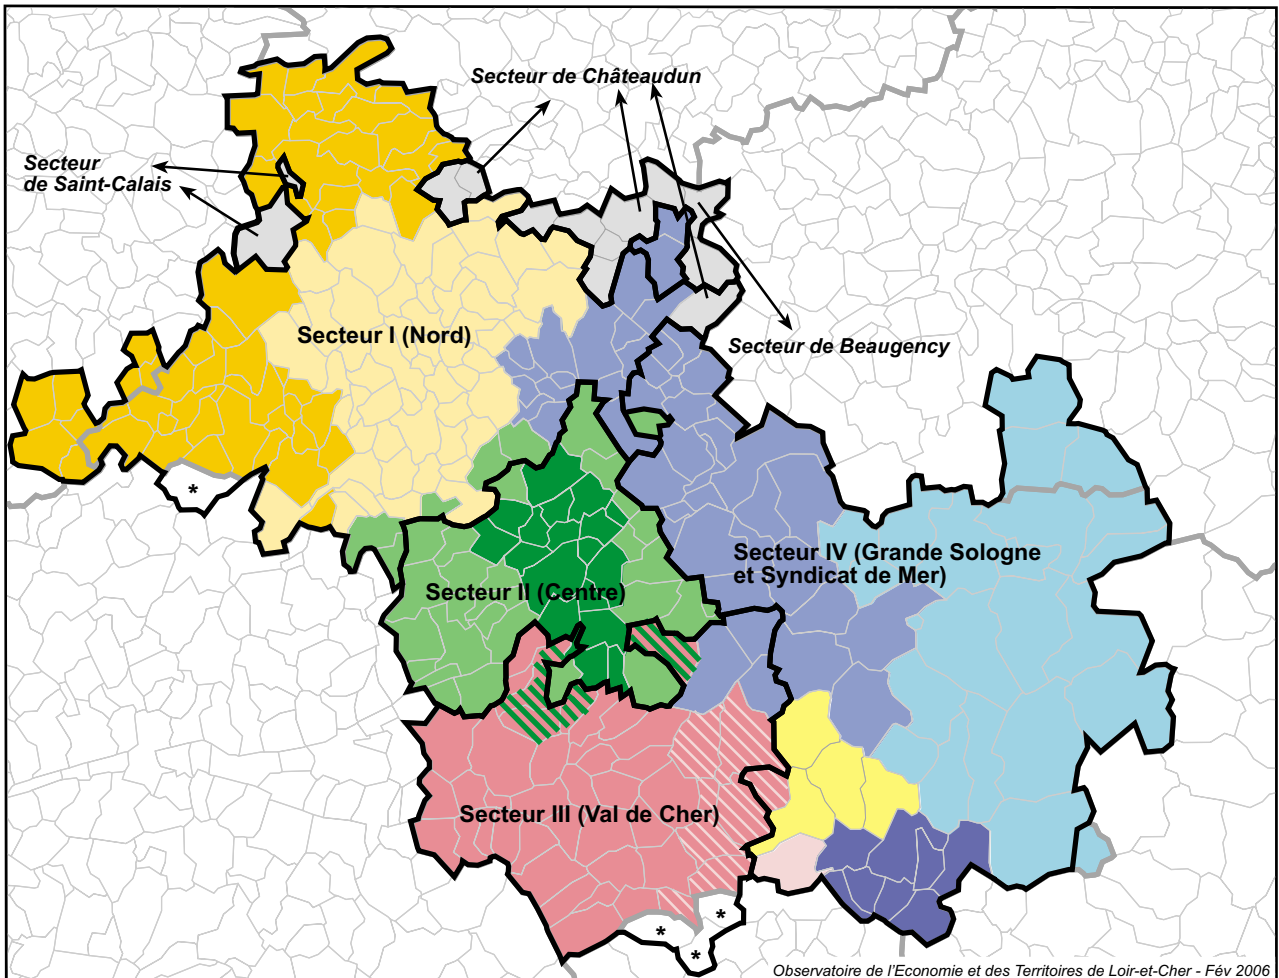 Secteur de Châteaudun
Secteur
de Saint-Calais
Secteur I (Nord)
Secteur de Beaugency
*
Secteur IV (Grande Sologne
et Syndicat de Mer)
Secteur II (Centre)
Secteur III (Val de Cher)
*
*
*
Observatoire de l'Economie et des Territoires de Loir-et-Cher - Fév 2006